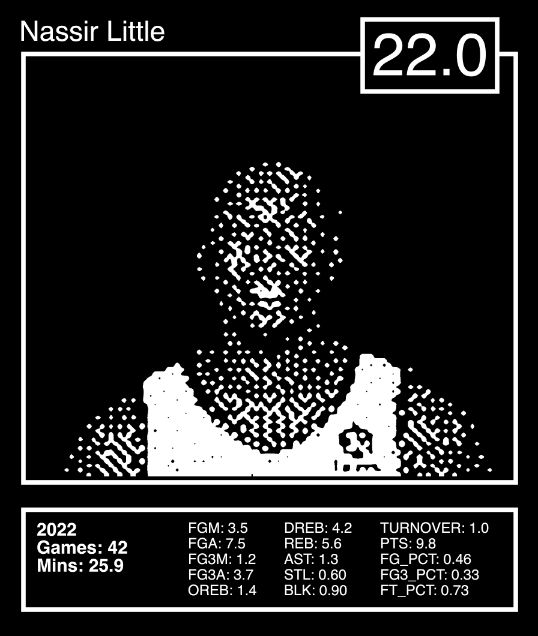 Nassir Little
22.0
2022
Games: 42
Mins: 25.9
FGM: 3.5
FGA: 7.5
FG3M: 1.2
FG3A: 3.7
OREB: 1.4
DREB: 4.2
REB: 5.6
AST: 1.3
STL: 0.60
BLK: 0.90
TURNOVER: 1.0
PTS: 9.8
FG_PCT: 0.46
FG3_PCT: 0.33
FT_PCT: 0.73